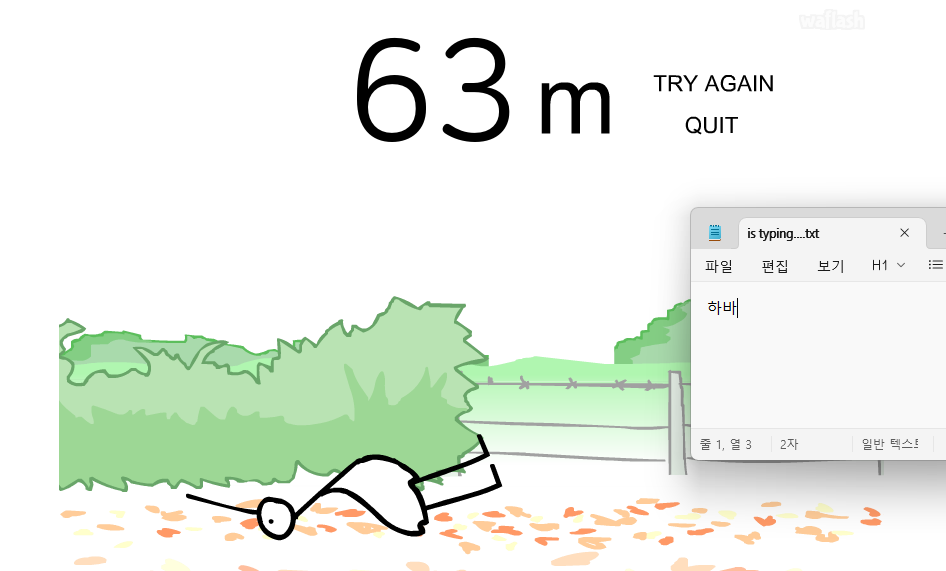 waflash
63 m
TRY AGAIN
QUIT
is typing....txt
파일 편집 보기 H1
하바
줄 1, 열 3 2자 일반 텍스트